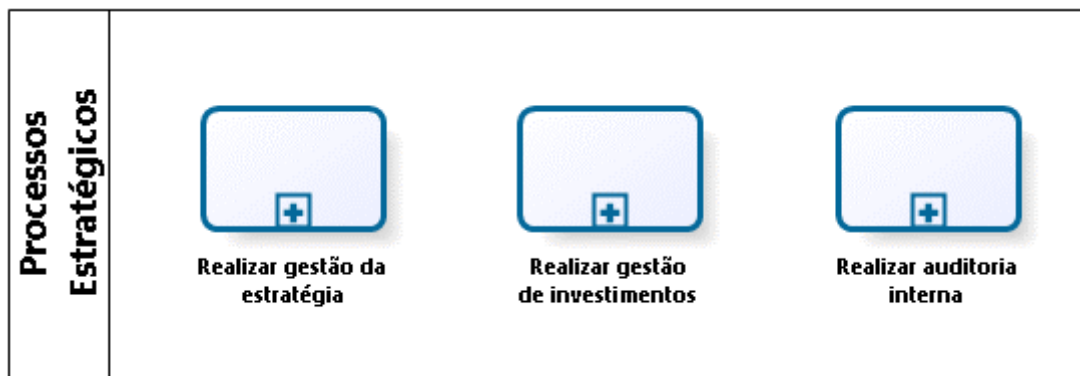 Processos
Estratégicos
Realizar gestão da
estratégia
Realizar gestão
de investimentos
Realizar auditoria
interna